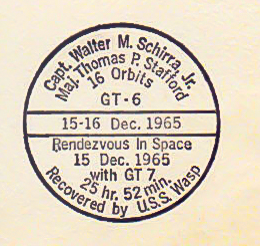 Capt. Walter M. Schirra, Jr.
Maj. Thomas P. Stafford
16 Orbits
GT-6
15-16 Dec. 1965
Rendezvous In Space
15 Dec. 1965
with GT 7
25 hr. 52 min.
Recovered by U.S.S. Wasp